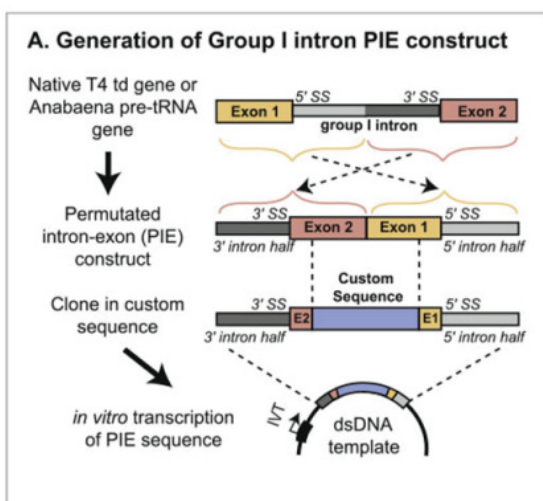 A. Generation of Group I intron PIE construct
Native T4 td gene or
Anabaena pre-tRNA
gene
5' SS
3' SS
Exon 1
Exon 2
group I intron
Permutated
intron-exon (PIE)
construct
3' SS
5' SS
Exon 2
Exon 1
3' intron half
5' intron half
Clone in custom
sequence
Custom
Sequence
3' SS
5' SS
E2
E1
3' intron half
5' intron half
in vitro transcription
of PIE sequence
IVT
dsDNA
template